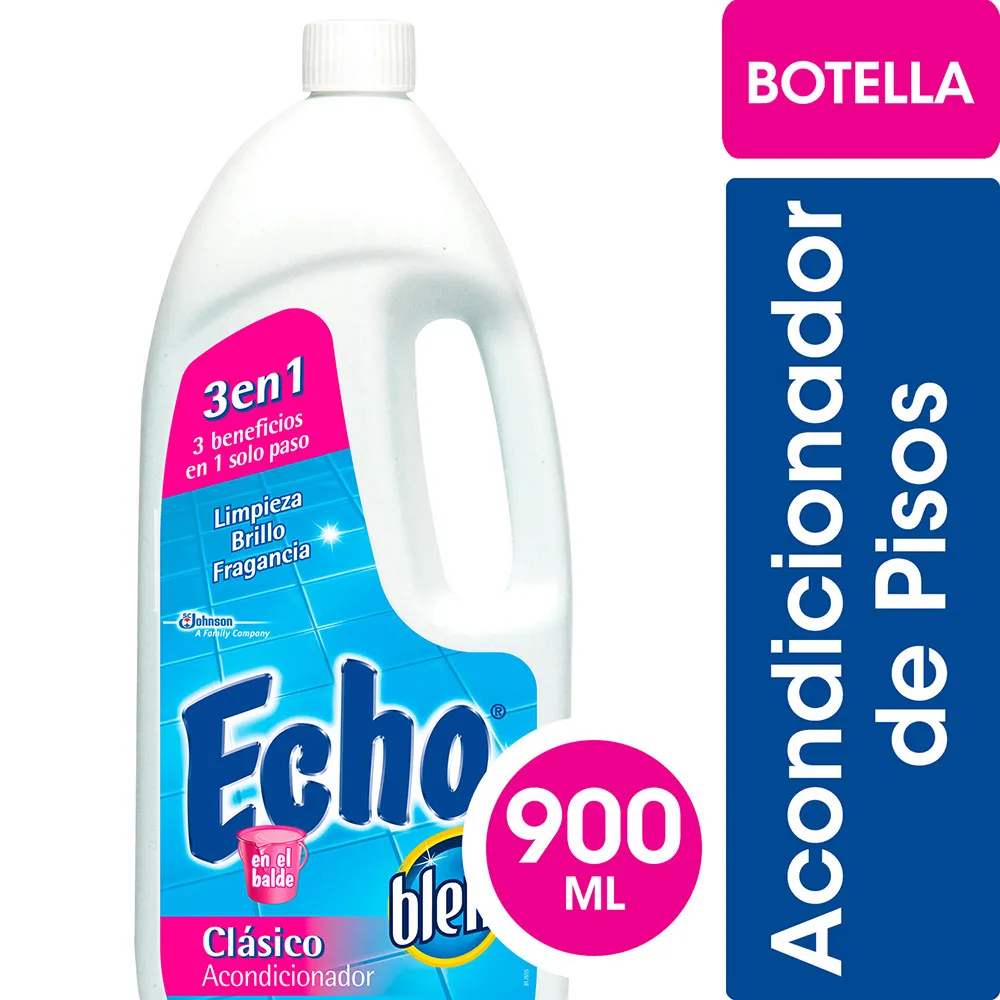 BOTELLA
Acondicionador
de Pisos
3en1
3 beneficios
en 1 solo paso
Limpieza
Brillo
Fragancia
SC Johnson
A Family Company
Echo®
en el
balde
900
ML
Clásico
Acondicionador